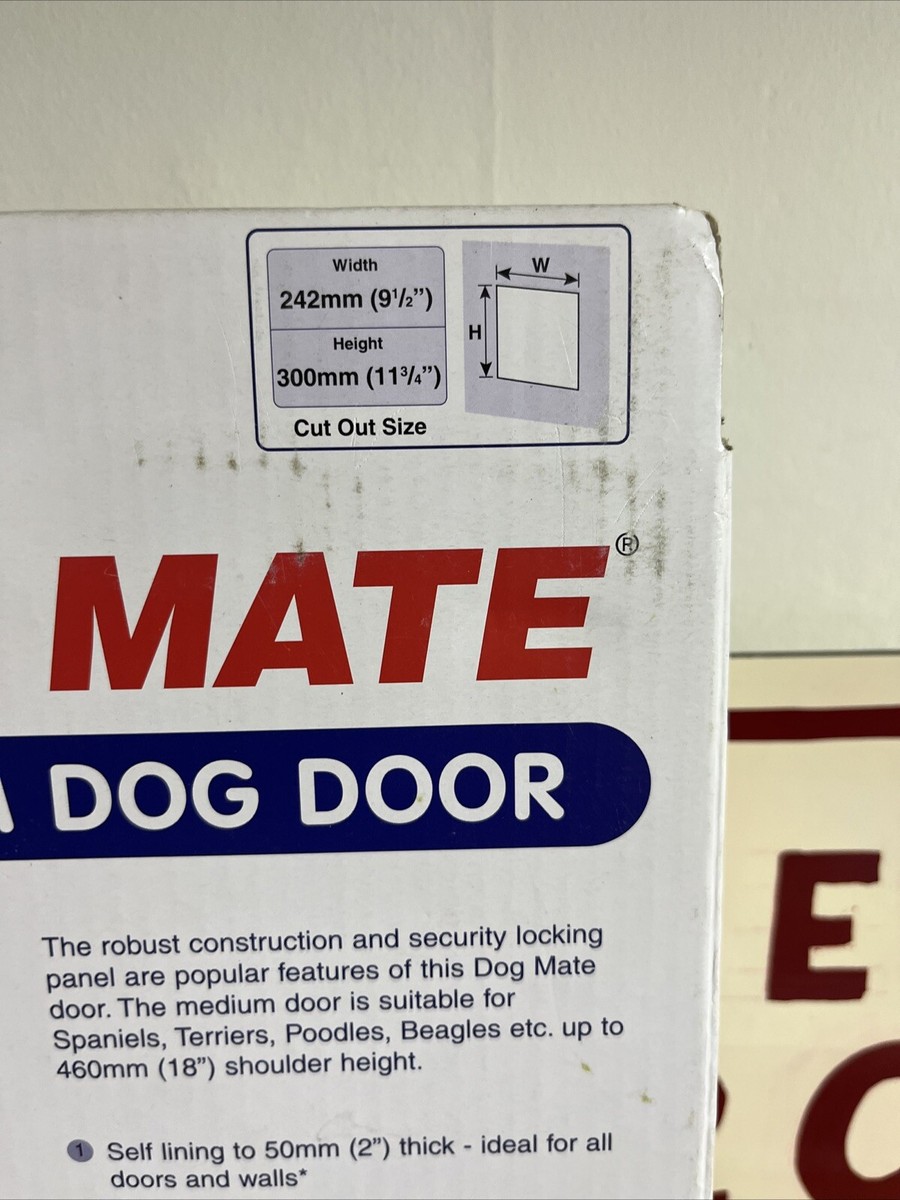 Width
242mm (9½”)
Height
300mm (11¾”)
Cut Out Size
W
H
MATE®
DOG DOOR
The robust construction and security locking
panel are popular features of this Dog Mate
door. The medium door is suitable for
Spaniels, Terriers, Poodles, Beagles etc. up to
460mm (18”) shoulder height.
1 Self lining to 50mm (2”) thick - ideal for all
doors and walls*
E